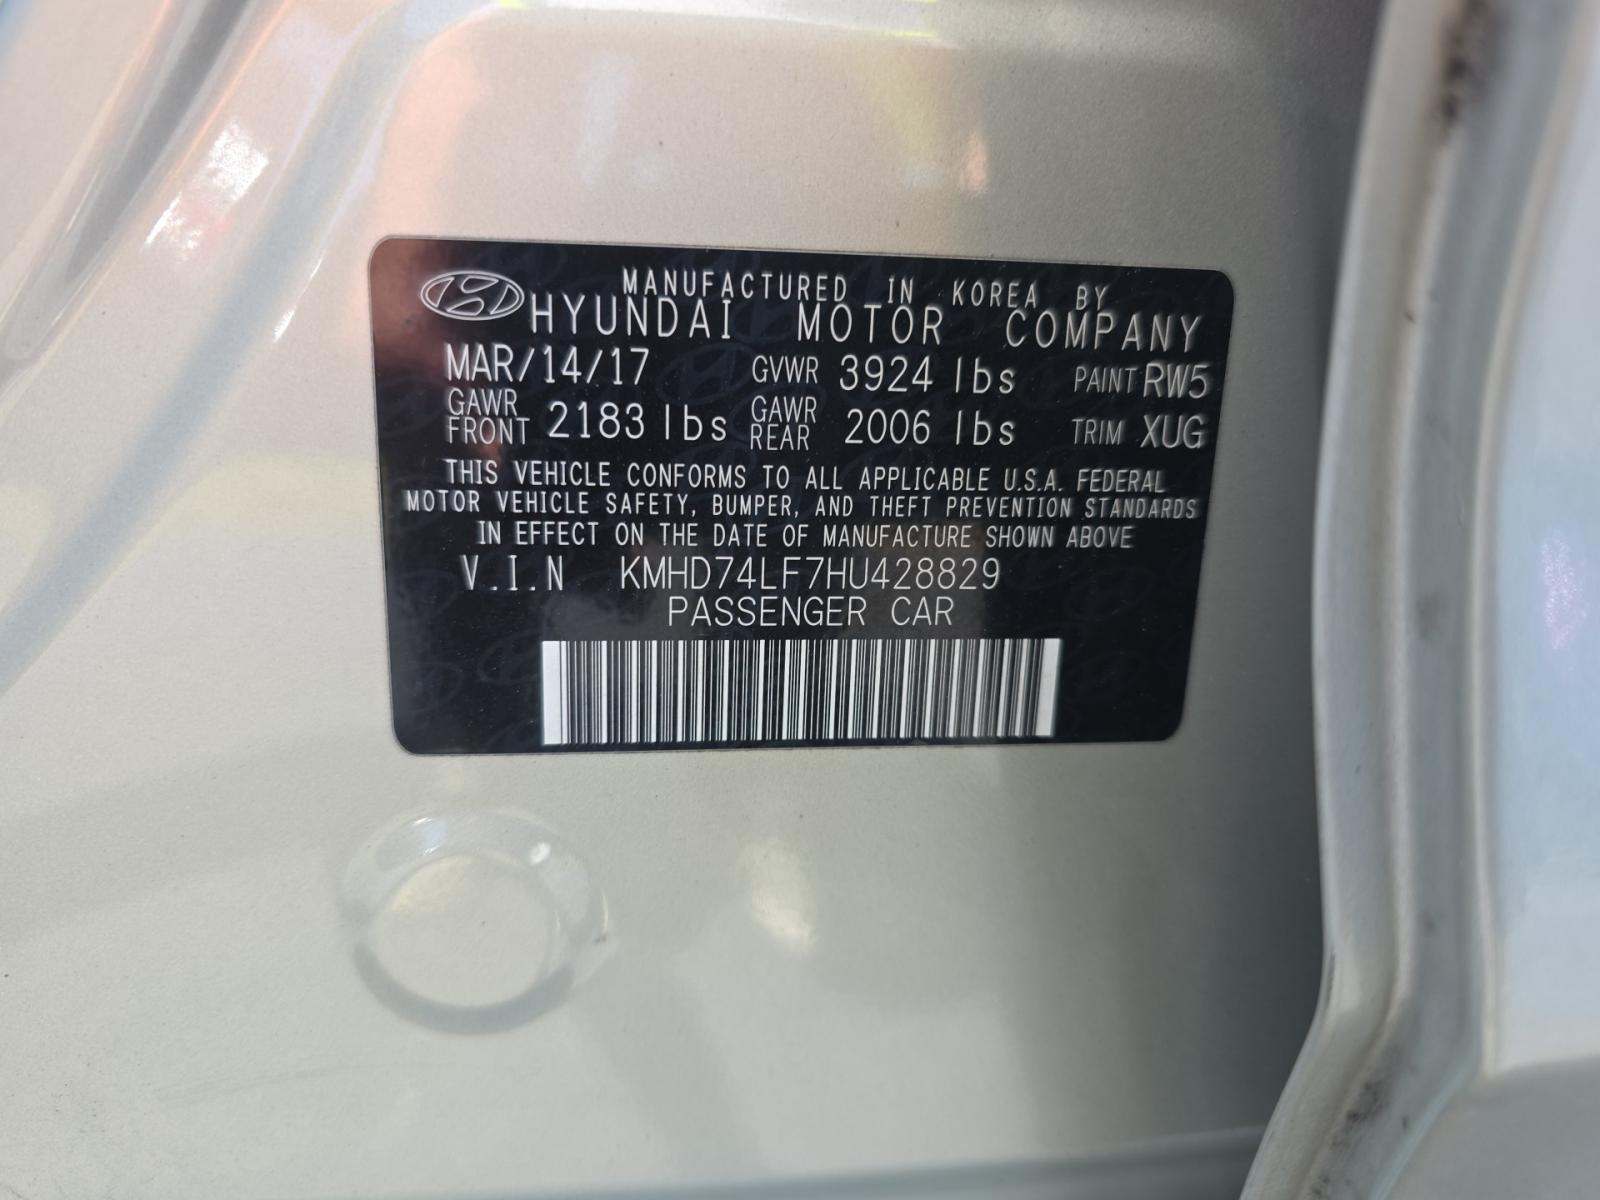 MANUFACTURED IN KOREA BY
HYUNDAI MOTOR COMPANY
MAR/14/17 GVWR 3924 lbs PAINT RW5
GAWR FRONT 2183 lbs GAWR REAR 2006 lbs TRIM XUG
THIS VEHICLE CONFORMS TO ALL APPLICABLE U.S.A. FEDERAL
MOTOR VEHICLE SAFETY, BUMPER, AND THEFT PREVENTION STANDARDS
IN EFFECT ON THE DATE OF MANUFACTURE SHOWN ABOVE
V.I.N KMHD74LF7HU428829
PASSENGER CAR